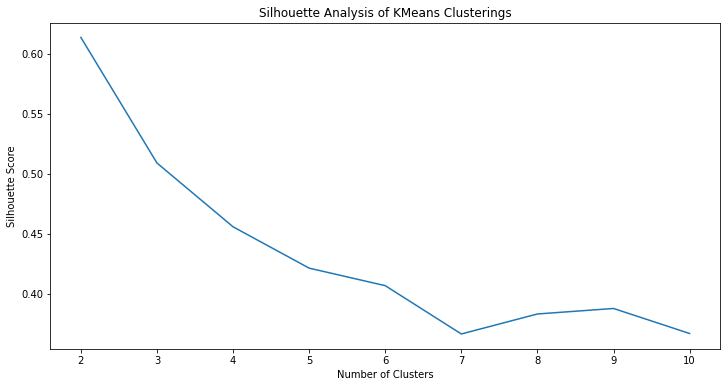 Silhouette Analysis of KMeans Clusterings
Silhouette Score
0.60
0.55
0.50
0.45
0.40
2 3 4 5 6 7 8 9 10
Number of Clusters